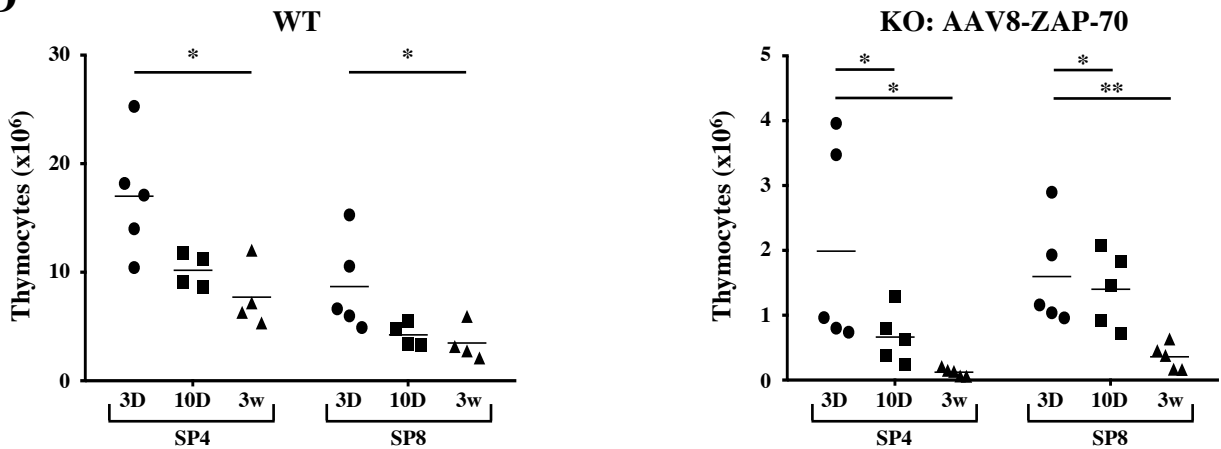 WT
Thymocytes (x10⁶)
30
20
10
0
*
*
3D 10D 3w
3D 10D 3w
SP4
SP8
KO: AAV8-ZAP-70
Thymocytes (x10⁶)
5
4
3
2
1
0
*
*
*
**
3D 10D 3w
3D 10D 3w
SP4
SP8